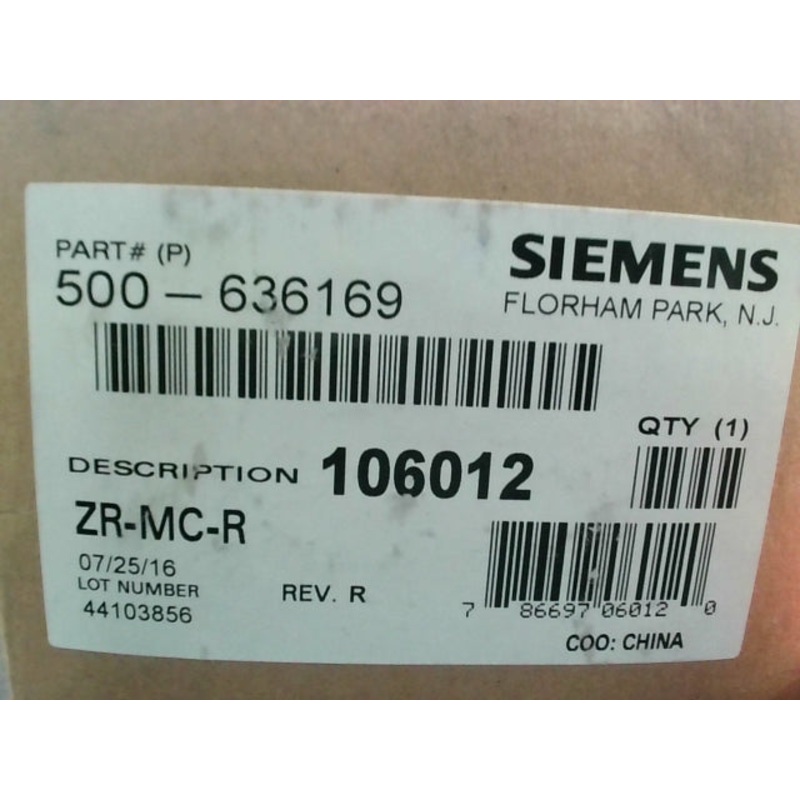 PART# (P)
500-636169
SIEMENS
FLORHAM PARK, N.J.
QTY (1)
DESCRIPTION 106012
ZR-MC-R
07/25/16
LOT NUMBER
44103856
REV. R
7 86697 06012 0
COO: CHINA